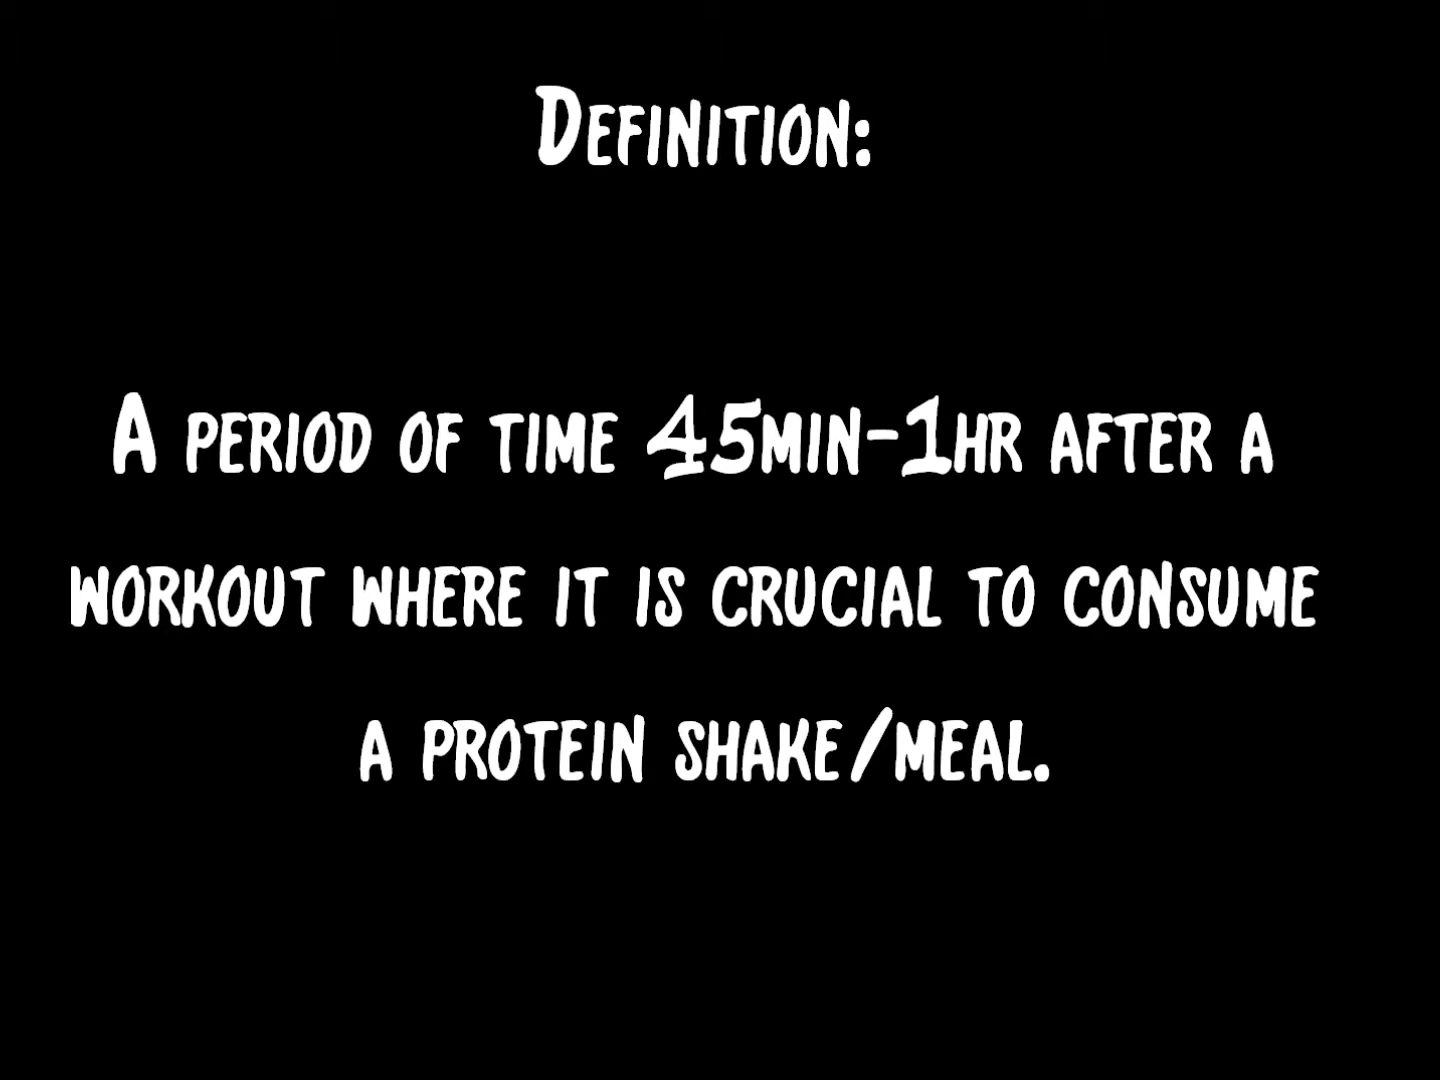 Definition:
A period of time 45min-1hr after a
workout where it is crucial to consume
a protein shake/meal.